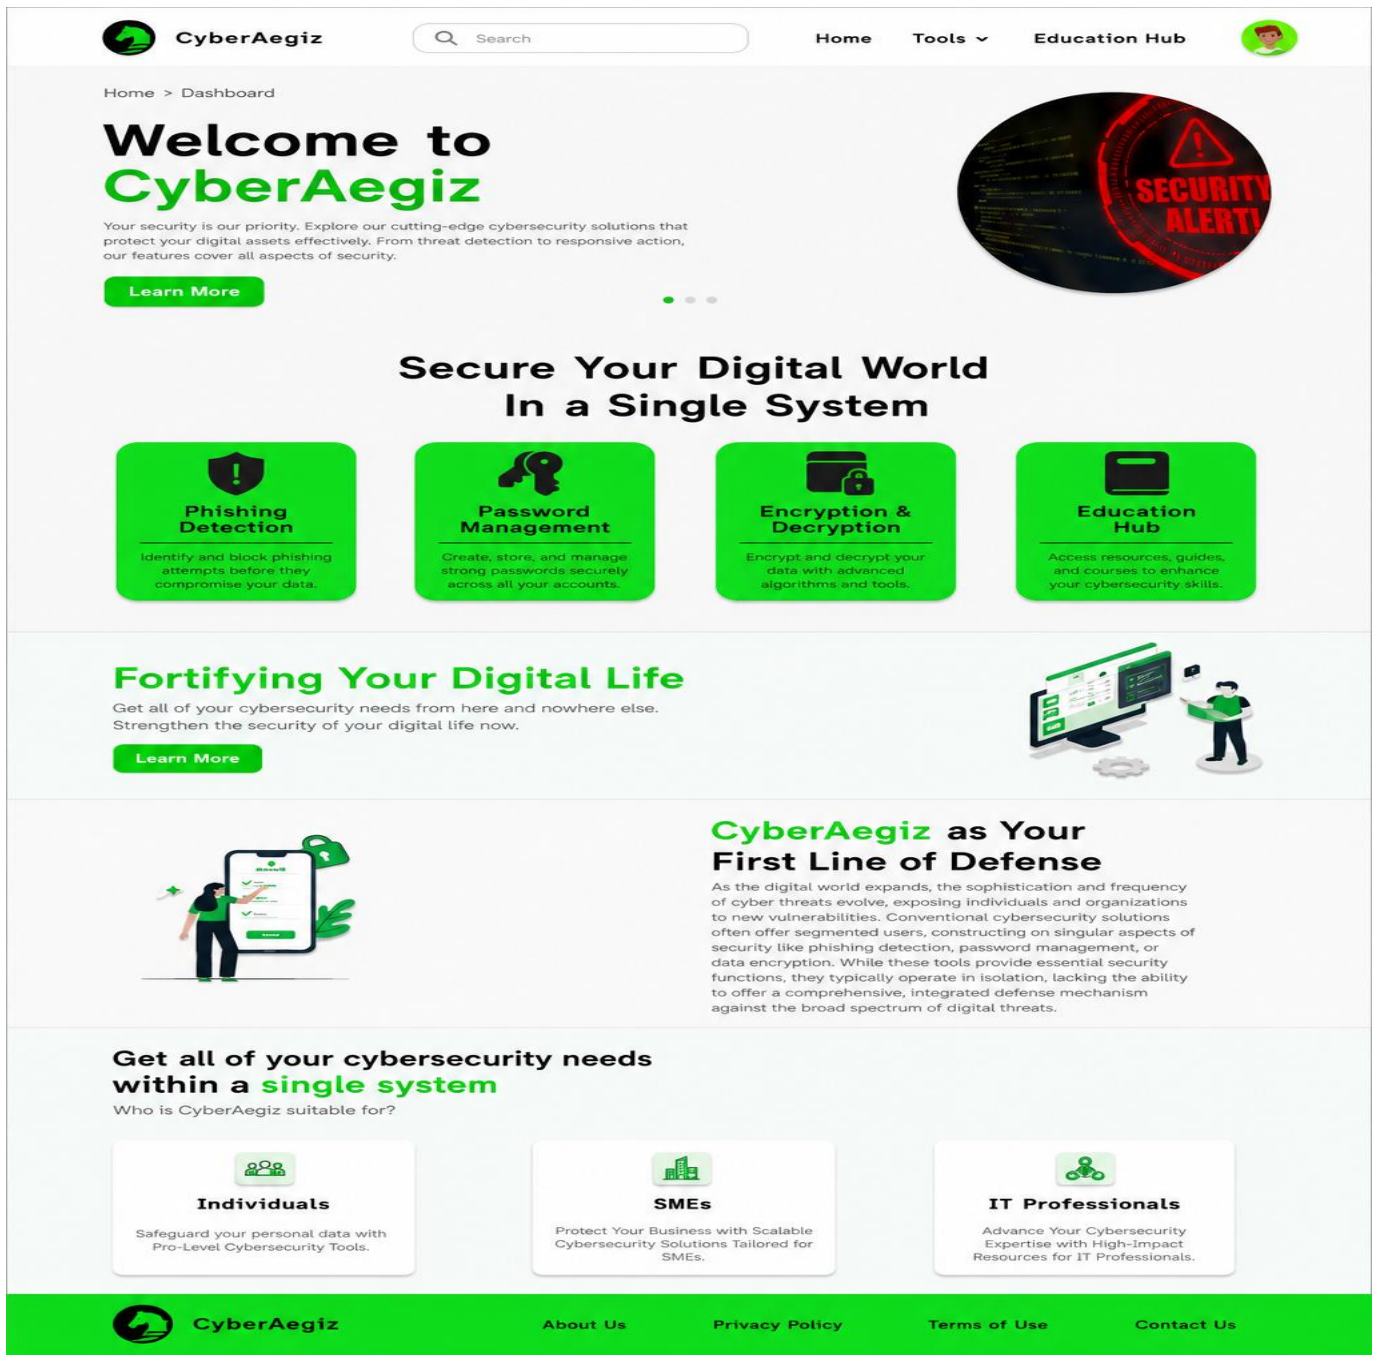 CyberAegiz
Search
Home
Tools
Education Hub
Home > Dashboard
Welcome to
CyberAegiz
Your security is our priority. Explore our cutting-edge cybersecurity solutions that
protect your digital assets effectively. From threat detection to responsive action,
our features cover all aspects of security.
Learn More
SECURITY
ALERT!
Secure Your Digital World
In a Single System
Phishing
Detection
Identify and block phishing
attempts before they
compromise your data.
Password
Management
Create, store, and manage
strong passwords securely
across all your accounts.
Encryption &
Decryption
Encrypt and decrypt your
data with advanced
algorithms and tools.
Education
Hub
Access resources, guides,
and courses to enhance
your cybersecurity skills.
Fortifying Your Digital Life
Get all of your cybersecurity needs from here and nowhere else.
Strengthen the security of your digital life now.
Learn More
CyberAegiz as Your
First Line of Defense
As the digital world expands, the sophistication and frequency
of cyber threats evolve, exposing individuals and organizations
to new vulnerabilities. Conventional cybersecurity solutions
often offer segmented users, constructing on singular aspects of
security like phishing detection, password management, or
data encryption. While these tools provide essential security
functions, they typically operate in isolation, lacking the ability
to offer a comprehensive, integrated defense mechanism
against the broad spectrum of digital threats.
Get all of your cybersecurity needs
within a single system
Who is CyberAegiz suitable for?
Individuals
Safeguard your personal data with
Pro-Level Cybersecurity Tools.
SMEs
Protect Your Business with Scalable
Cybersecurity Solutions Tailored for
SMEs.
IT Professionals
Advance Your Cybersecurity
Expertise with High-Impact
Resources for IT Professionals.
CyberAegiz
About Us
Privacy Policy
Terms of Use
Contact Us